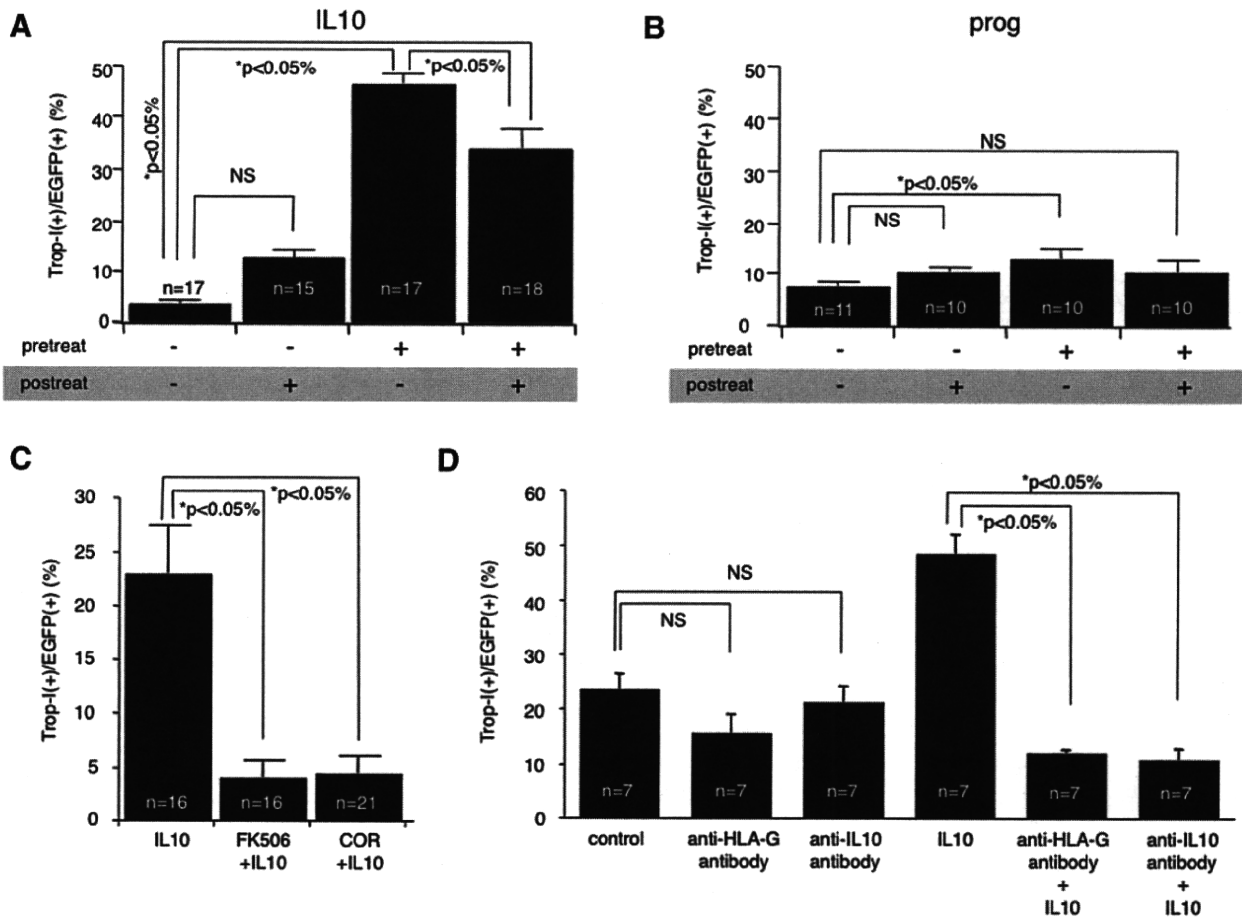 A
IL10
Trop-I(+)/EGFP(+) (%)
50
40
30
20
10
0
*p<0.05%
*p<0.05%
*p<0.05%
NS
n=17
n=15
n=17
n=18
pretreat - - + +
postreat - + - +
B
prog
Trop-I(+)/EGFP(+) (%)
50
40
30
20
10
0
NS
*p<0.05%
NS
n=11
n=10
n=10
n=10
pretreat - - + +
postreat - + - +
C
Trop-I(+)/EGFP(+) (%)
30
25
20
15
10
5
0
*p<0.05%
*p<0.05%
n=16
n=16
n=21
IL10
FK506
+IL10
COR
+IL10
D
Trop-I(+)/EGFP(+) (%)
60
50
40
30
20
10
0
NS
NS
*p<0.05%
*p<0.05%
n=7
n=7
n=7
n=7
n=7
n=7
control
anti-HLA-G
antibody
anti-IL10
antibody
IL10
anti-HLA-G
antibody
+
IL10
anti-IL10
antibody
+
IL10